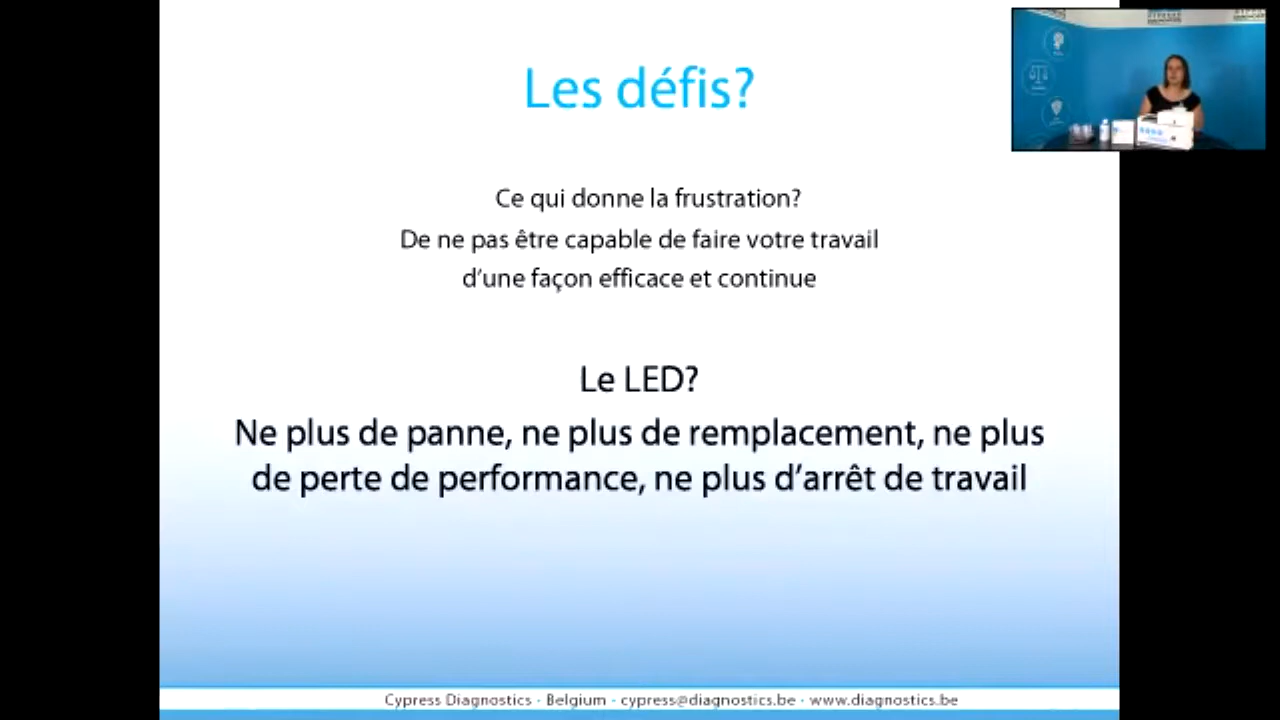 Les défis?
Ce qui donne la frustration?
De ne pas être capable de faire votre travail
d'une façon efficace et continue
Le LED?
Ne plus de panne, ne plus de remplacement, ne plus
de perte de performance, ne plus d'arrêt de travail
Cypress Diagnostics - Belgium - cypress@diagnostics.be - www.diagnostics.be